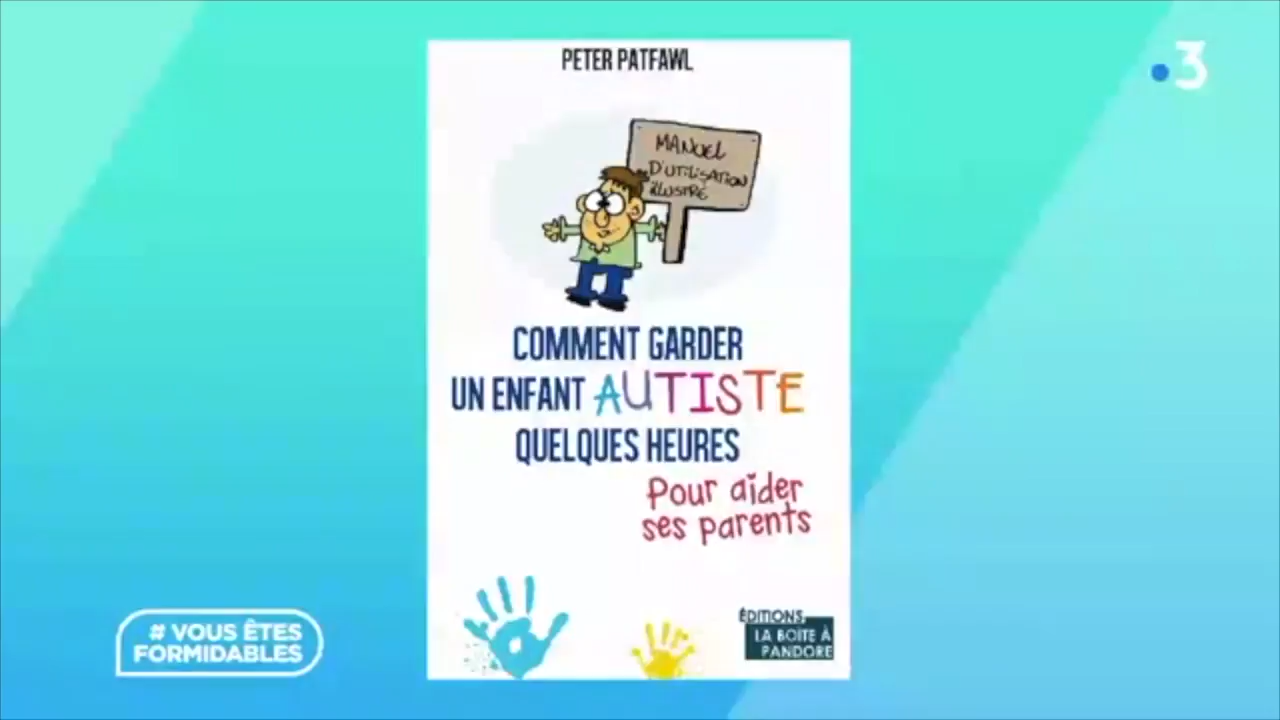 PETER PATFAWL
3
MANUEL
D'UTILISATION
ILLUSTRÉ
COMMENT GARDER
UN ENFANT AUTISTE
QUELQUES HEURES
Pour aider
ses parents
ÉDITIONS
LA BOÎTE À
PANDORE
# VOUS ÊTES
FORMIDABLES